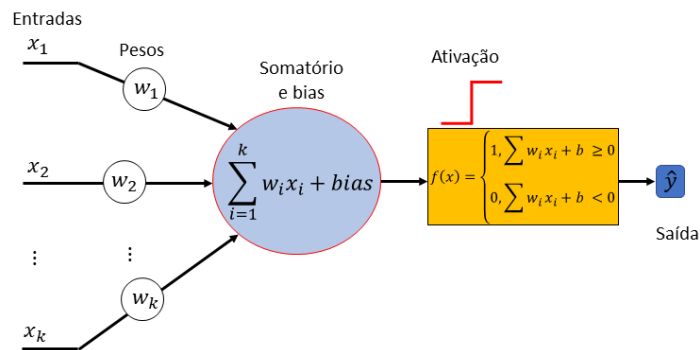 Entradas
x₁
Pesos
w₁
x₂
w₂
⋮
⋮
wₖ
xₖ
Somatório
e bias
k
∑ wᵢxᵢ + bias
i=1
Ativação
f(x) = { 1, ∑ wᵢxᵢ + b ≥ 0
0, ∑ wᵢxᵢ + b < 0
ŷ
Saída